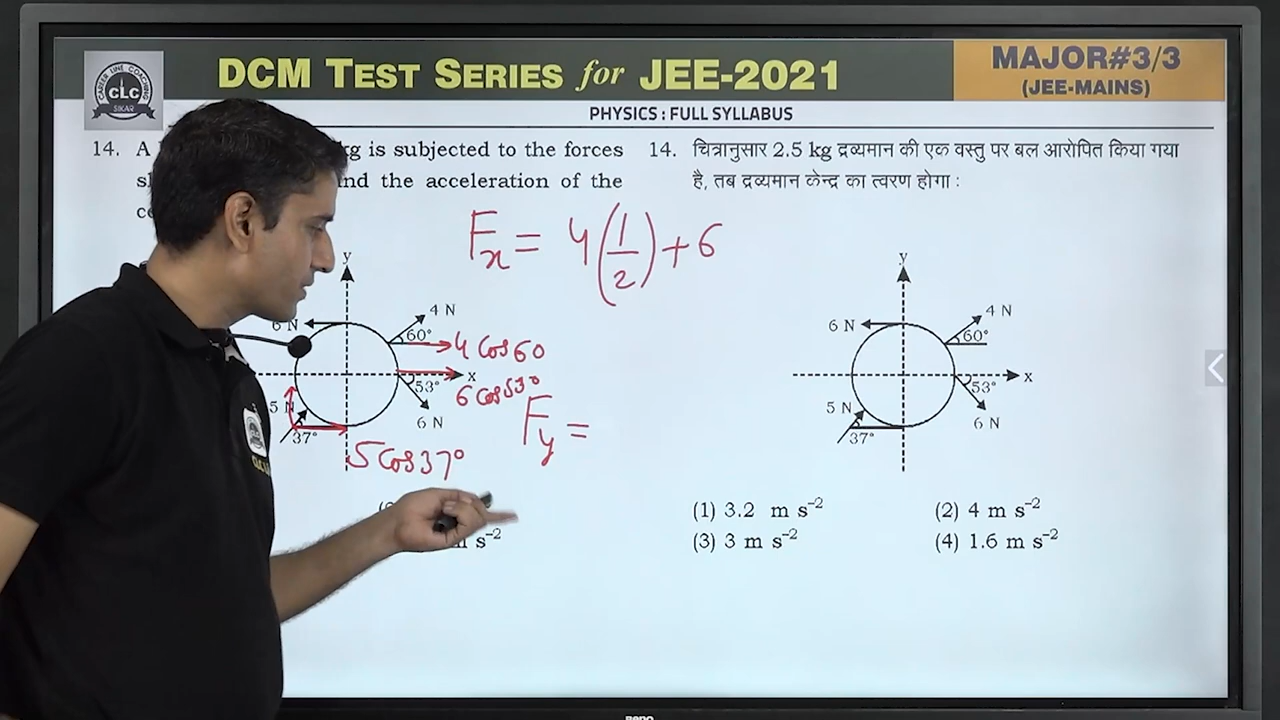 CAREER LINE COACHING
CLC
SIKAR
DCM TEST SERIES for JEE-2021
MAJOR#3/3
(JEE-MAINS)
PHYSICS : FULL SYLLABUS
14. A kg is subjected to the forces
nd the acceleration of the
14. चित्रानुसार 2.5 kg द्रव्यमान की एक वस्तु पर बल आरोपित किया गया
है, तब द्रव्यमान केन्द्र का त्वरण होगा :
Fx = 4(1/2) + 6
y
6 N
4 N
60°
4 Cos 60
x
53°
6 cos 53°
6 N
5 N
37°
5 Cos 37°
Fy =
s⁻²
y
6 N
4 N
60°
x
53°
5 N
6 N
37°
(1) 3.2 m s⁻² (2) 4 m s⁻²
(3) 3 m s⁻² (4) 1.6 m s⁻²